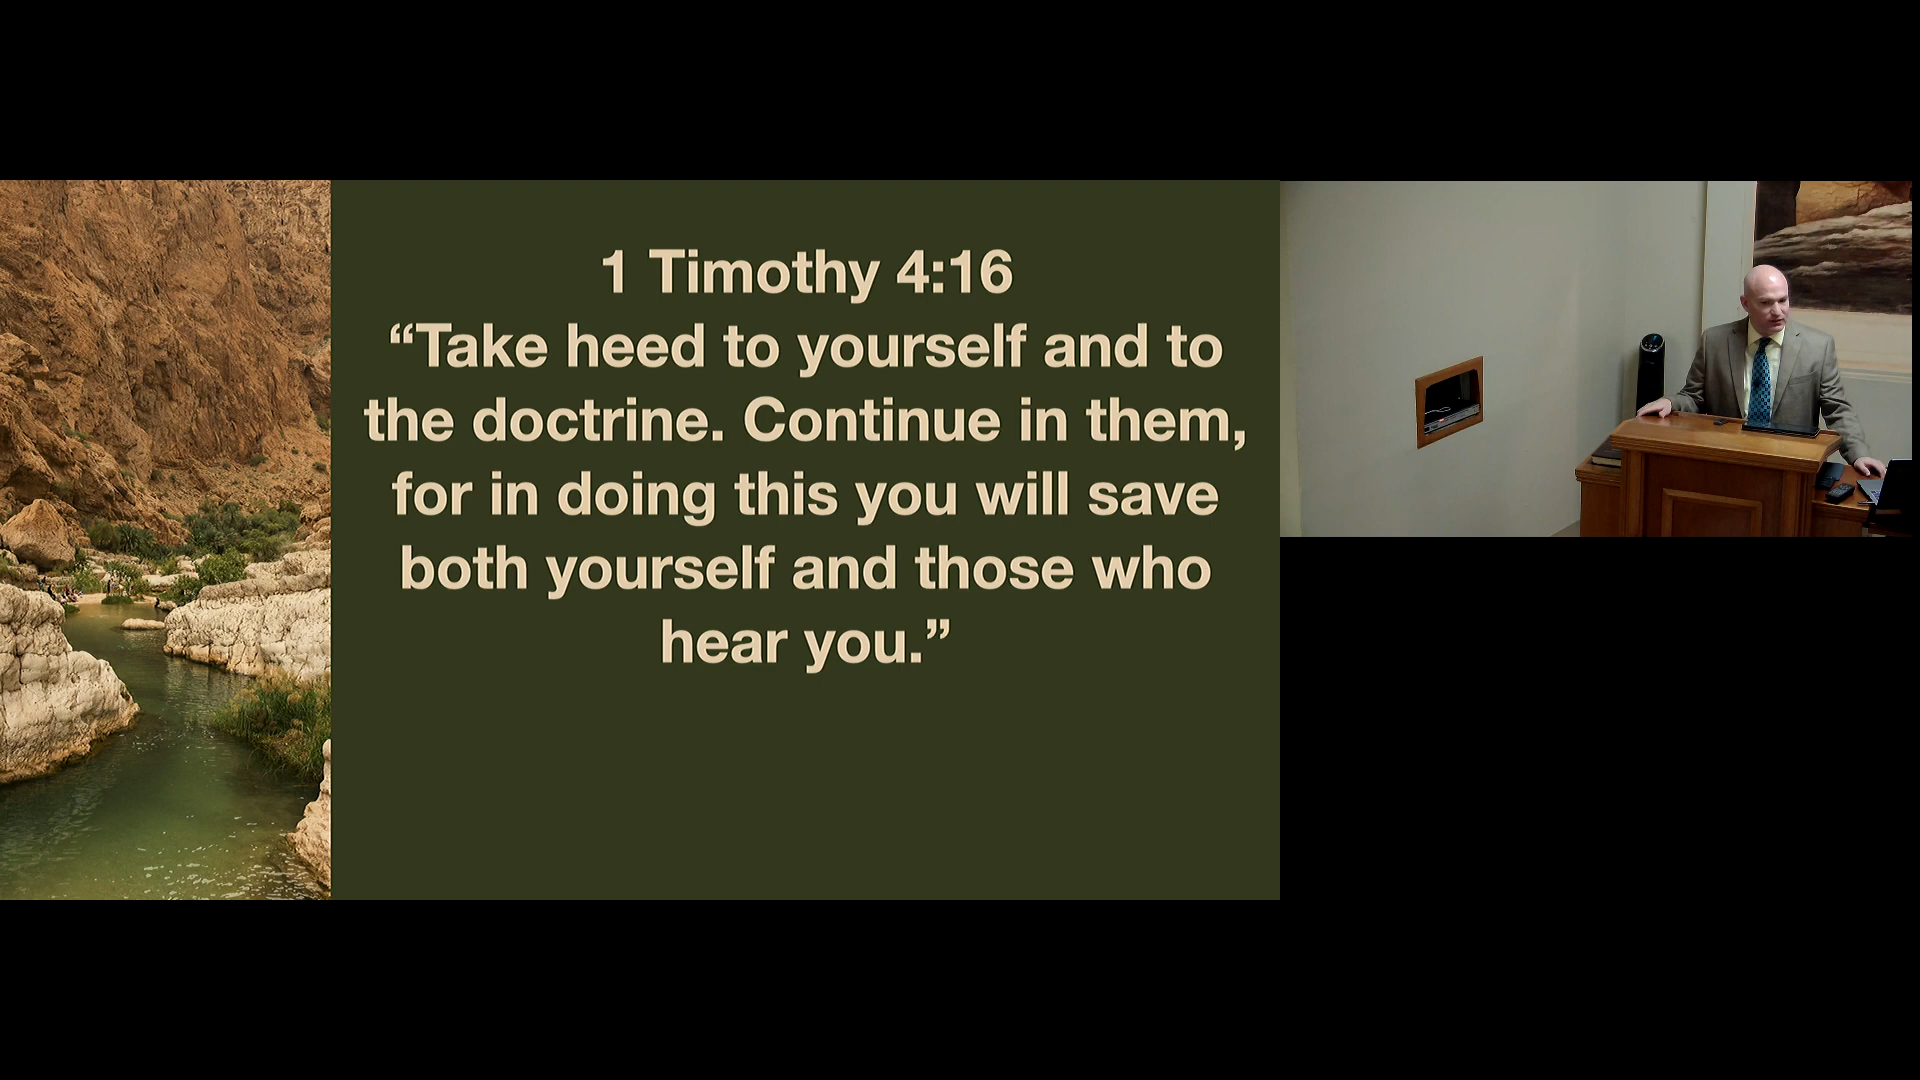 1 Timothy 4:16
“Take heed to yourself and to
the doctrine. Continue in them,
for in doing this you will save
both yourself and those who
hear you.”